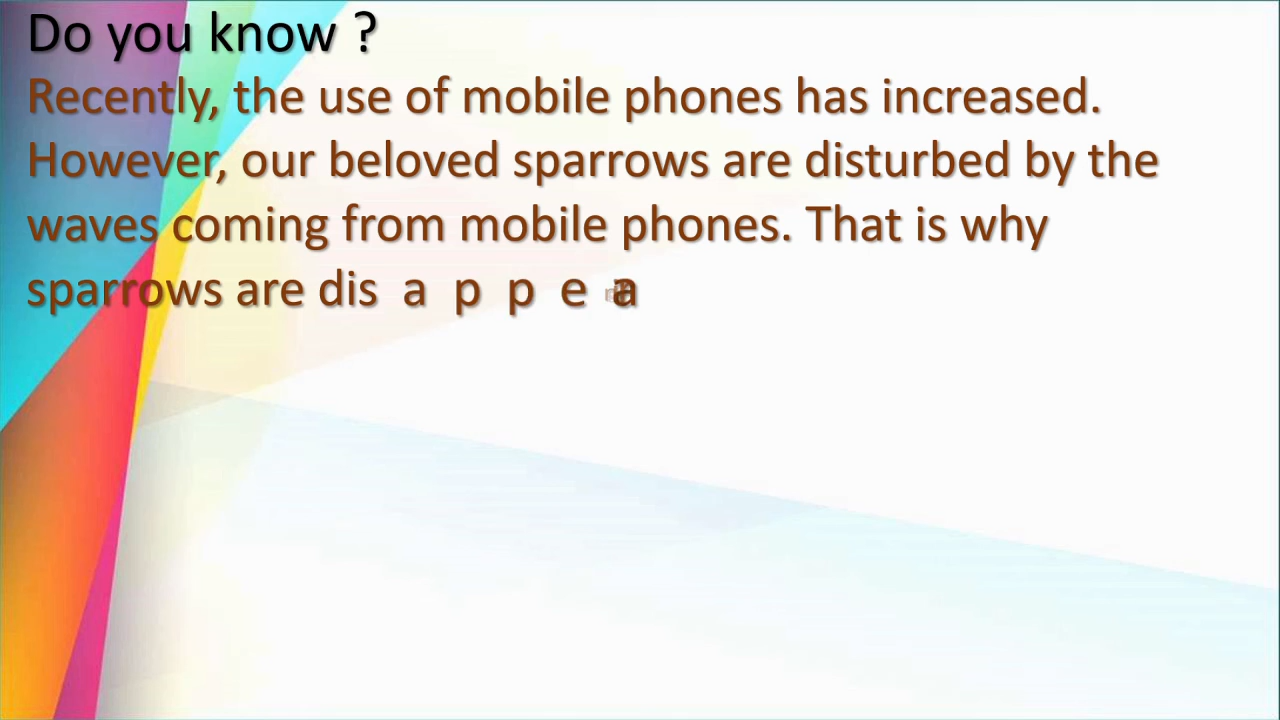 Do you know ?
Recently, the use of mobile phones has increased.
However, our beloved sparrows are disturbed by the
waves coming from mobile phones. That is why
sparrows are dis a p p e a